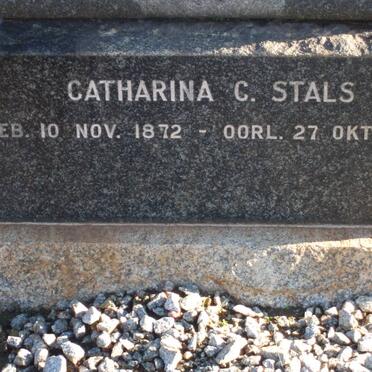 CATHARINA C. STALS
EB. 10 NOV. 1872 - OORL. 27 OKT